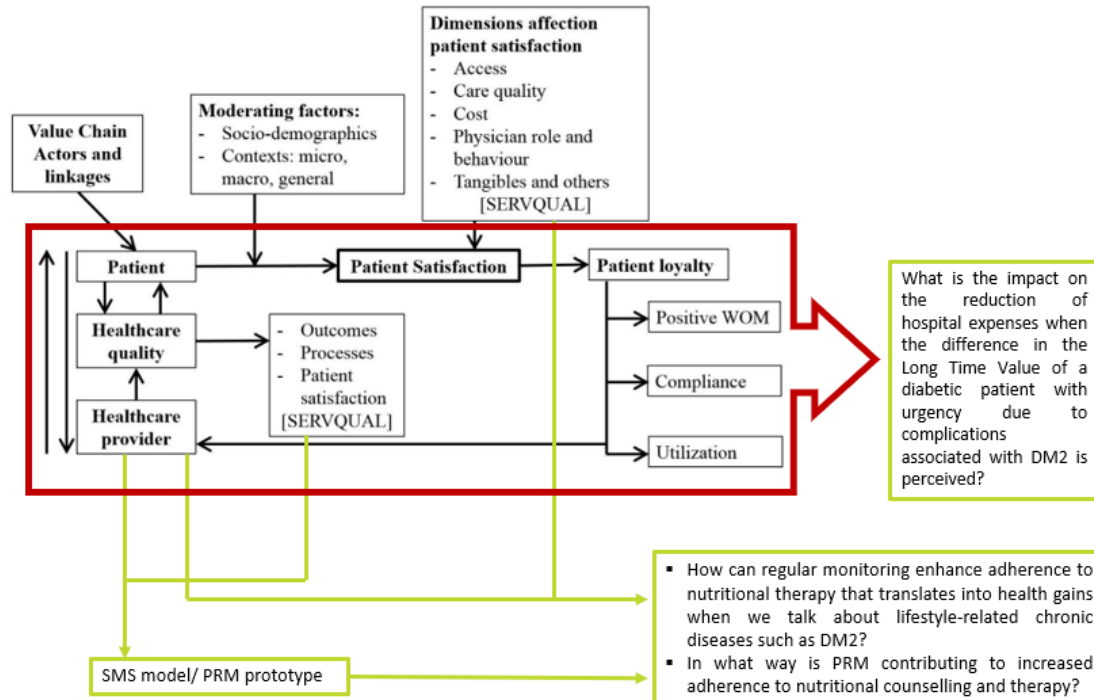 Dimensions affection
patient satisfaction
- Access
- Care quality
- Cost
- Physician role and
behaviour
- Tangibles and others
[SERVQUAL]
Moderating factors:
- Socio-demographics
- Contexts: micro,
macro, general
Value Chain
Actors and
linkages
Patient
Patient Satisfaction
Patient loyalty
Healthcare
quality
- Outcomes
- Processes
- Patient
satisfaction
[SERVQUAL]
Healthcare
provider
Positive WOM
Compliance
Utilization
What is the impact on
the reduction of
hospital expenses when
the difference in the
Long Time Value of a
diabetic patient with
urgency due to
complications
associated with DM2 is
perceived?
▪ How can regular monitoring enhance adherence to
nutritional therapy that translates into health gains
when we talk about lifestyle-related chronic
diseases such as DM2?
▪ In what way is PRM contributing to increased
adherence to nutritional counselling and therapy?
SMS model/ PRM prototype